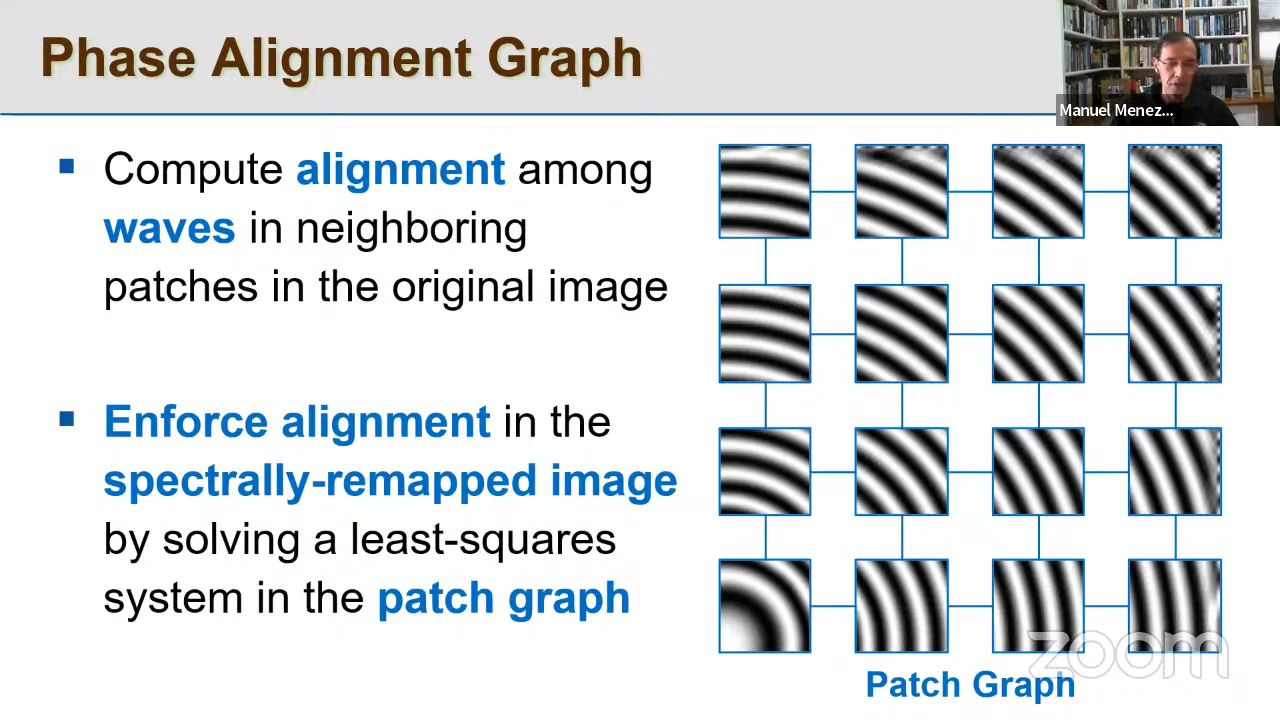 Phase Alignment Graph
Manuel Menez...
▪ Compute alignment among
waves in neighboring
patches in the original image
▪ Enforce alignment in the
spectrally-remapped image
by solving a least-squares
system in the patch graph
zoom
Patch Graph